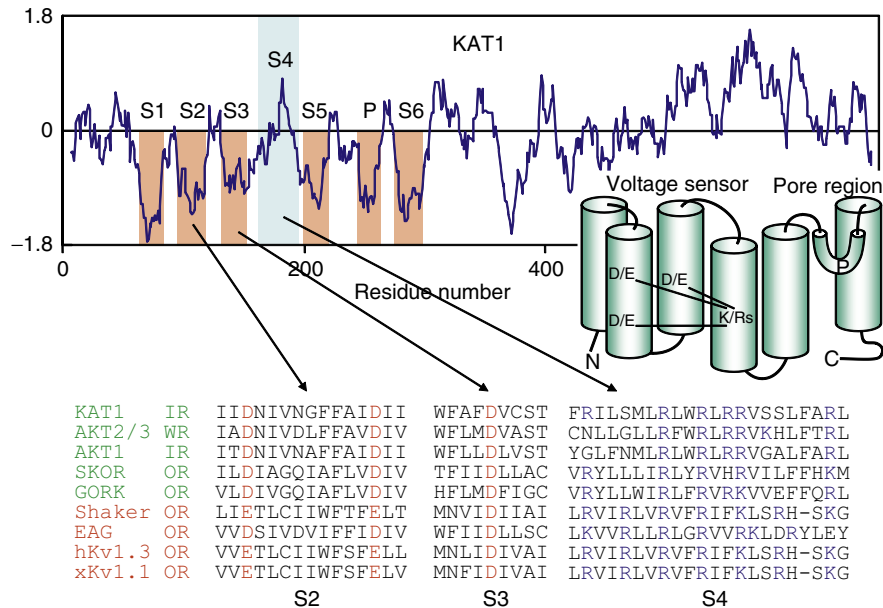 1.8
KAT1
S4
S1 S2 S3 S5 P S6
0
−1.8
0 200 400
Residue number
Voltage sensor Pore region
D/E D/E P
D/E K/Rs
N C
KAT1 IR IIDNIVNGFFAIDII WFAFDVCST FRILSMLRLWRLRRVSSLFARL
AKT2/3 WR IADNIVDLFFAVDIV WFLMDVAST CNLLGLLRFWRLRRVKHLFTRL
AKT1 IR ITDNIVNAFFAIDII WFLLDLVST YGLFNMLRLWRLRRVGALFARL
SKOR OR ILDIAGQIAFLVDIV TFIIDLLAC VRYLLLIRLYRVHRVILFFHKM
GORK OR VLDIVGQIAFLVDIV HFLMDFIGC VRYLLWIRLFRVRKVVEFFQRL
Shaker OR LIETLCIIWFTFELT MNVIDIIAI LRVIRLVRVFRIFKLSRH-SKG
EAG OR VVDSIVDVIFFIDIV WFIIDLLSC LKVVRLLRLGRVVRKLDRYLEY
hKv1.3 OR VVETLCIIWFSFELL MNLIDIVAI LRVIRLVRVFRIFKLSRH-SKG
xKv1.1 OR VVETLCIIWFSFELV MNFIDIVAI LRVIRLVRVFRIFKLSRH-SKG
S2 S3 S4